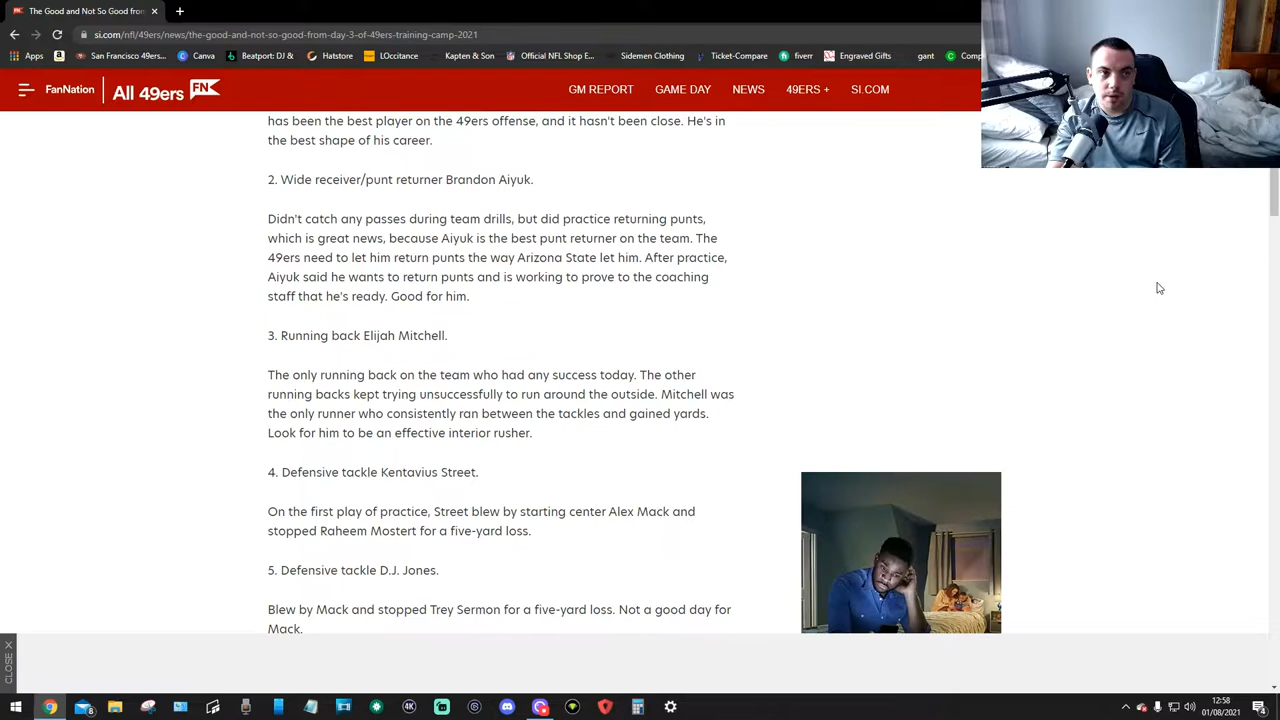 The Good and Not So Good from
si.com/nfl/49ers/news/the-good-and-not-so-good-from-day-3-of-49ers-training-camp-2021
Apps
San Francisco 49ers...
Canva
Beatport: DJ &
Hatstore
LOccitane
Kapten & Son
Official NFL Shop E...
Sidemen Clothing
Ticket-Compare
fiverr
Engraved Gifts
gant
Comp
FanNation
All 49ers FN
GM REPORT
GAME DAY
NEWS
49ERS +
SI.COM
has been the best player on the 49ers offense, and it hasn't been close. He's in
the best shape of his career.
2. Wide receiver/punt returner Brandon Aiyuk.
Didn't catch any passes during team drills, but did practice returning punts,
which is great news, because Aiyuk is the best punt returner on the team. The
49ers need to let him return punts the way Arizona State let him. After practice,
Aiyuk said he wants to return punts and is working to prove to the coaching
staff that he's ready. Good for him.
3. Running back Elijah Mitchell.
The only running back on the team who had any success today. The other
running backs kept trying unsuccessfully to run around the outside. Mitchell was
the only runner who consistently ran between the tackles and gained yards.
Look for him to be an effective interior rusher.
4. Defensive tackle Kentavius Street.
On the first play of practice, Street blew by starting center Alex Mack and
stopped Raheem Mostert for a five-yard loss.
5. Defensive tackle D.J. Jones.
Blew by Mack and stopped Trey Sermon for a five-yard loss. Not a good day for
Mack.
CLOSE X
12:58
01/08/2021